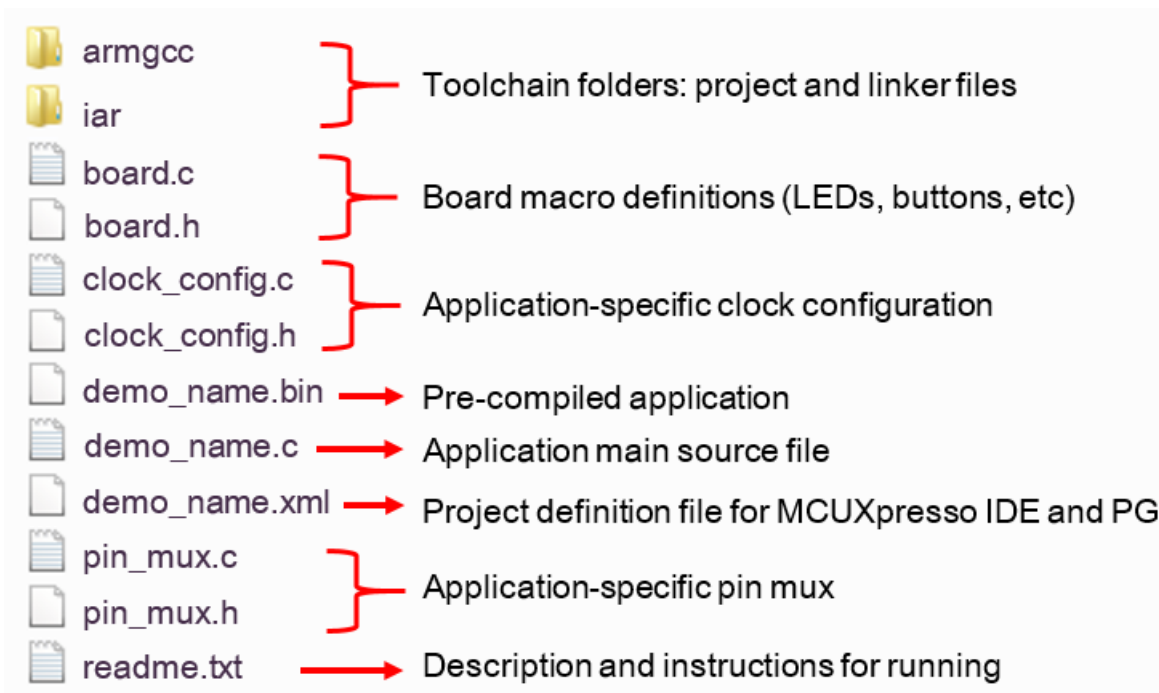 armgcc
iar
Toolchain folders: project and linker files
board.c
board.h
Board macro definitions (LEDs, buttons, etc)
clock_config.c
clock_config.h
Application-specific clock configuration
demo_name.bin
Pre-compiled application
demo_name.c
Application main source file
demo_name.xml
Project definition file for MCUXpresso IDE and PG
pin_mux.c
pin_mux.h
Application-specific pin mux
readme.txt
Description and instructions for running